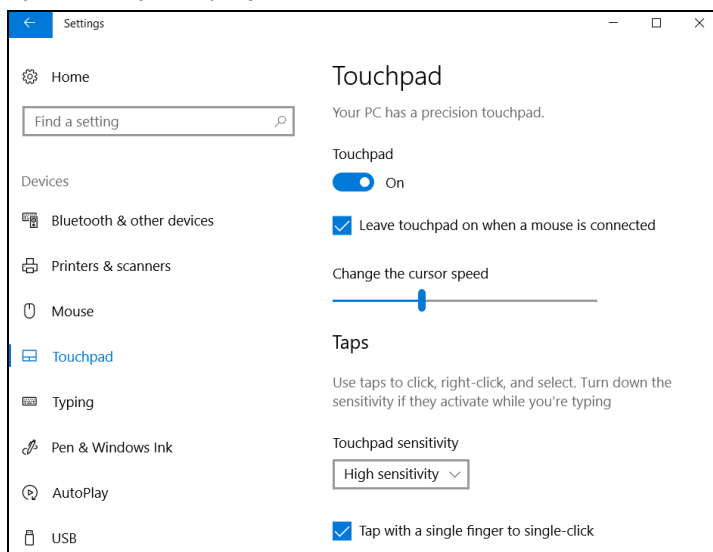 Settings
Home
Find a setting
Devices
Bluetooth & other devices
Printers & scanners
Mouse
Touchpad
Typing
Pen & Windows Ink
AutoPlay
USB
Touchpad
Your PC has a precision touchpad.
Touchpad
On
Leave touchpad on when a mouse is connected
Change the cursor speed
Taps
Use taps to click, right-click, and select. Turn down the
sensitivity if they activate while you're typing
Touchpad sensitivity
High sensitivity
Tap with a single finger to single-click